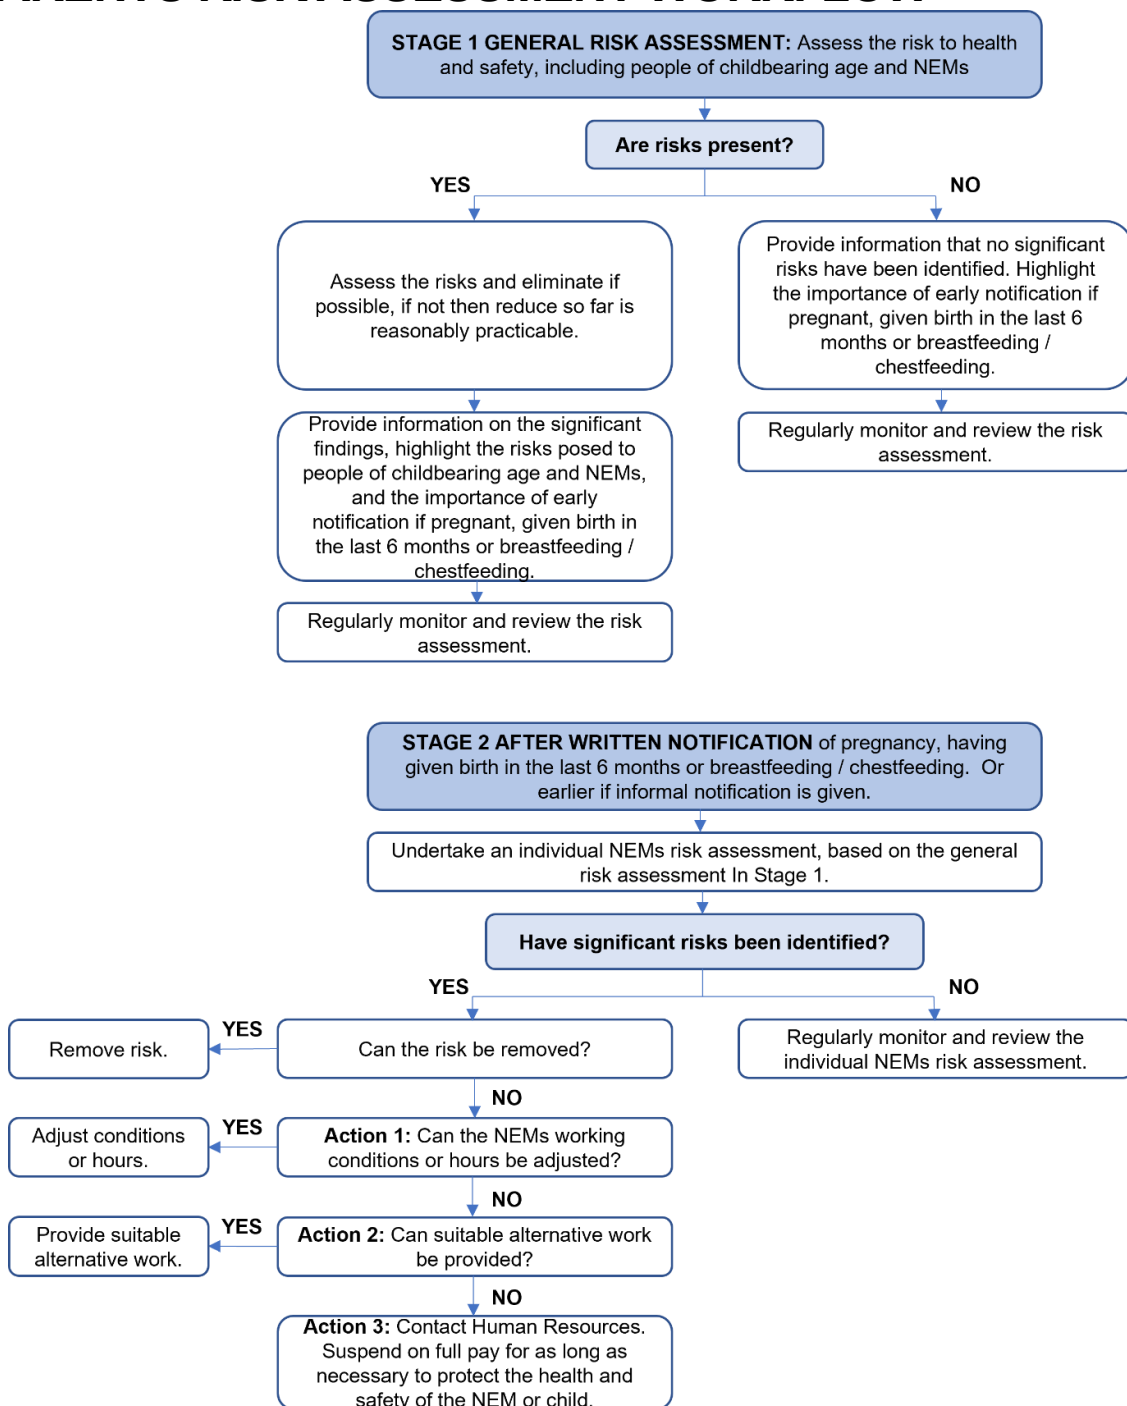 STAGE 1 GENERAL RISK ASSESSMENT: Assess the risk to health
and safety, including people of childbearing age and NEMs
Are risks present?
YES
NO
Assess the risks and eliminate if
possible, if not then reduce so far is
reasonably practicable.
Provide information that no significant
risks have been identified. Highlight
the importance of early notification if
pregnant, given birth in the last 6
months or breastfeeding /
chestfeeding.
Provide information on the significant
findings, highlight the risks posed to
people of childbearing age and NEMs,
and the importance of early
notification if pregnant, given birth in
the last 6 months or breastfeeding /
chestfeeding.
Regularly monitor and review the risk
assessment.
Regularly monitor and review the risk
assessment.
STAGE 2 AFTER WRITTEN NOTIFICATION of pregnancy, having
given birth in the last 6 months or breastfeeding / chestfeeding.  Or
earlier if informal notification is given.
Undertake an individual NEMs risk assessment, based on the general
risk assessment In Stage 1.
Have significant risks been identified?
YES
NO
Remove risk.
YES
Can the risk be removed?
Regularly monitor and review the
individual NEMs risk assessment.
NO
Adjust conditions
or hours.
YES
Action 1: Can the NEMs working
conditions or hours be adjusted?
NO
Provide suitable
alternative work.
YES
Action 2: Can suitable alternative work
be provided?
NO
Action 3: Contact Human Resources.
Suspend on full pay for as long as
necessary to protect the health and
safety of the NEM or child.